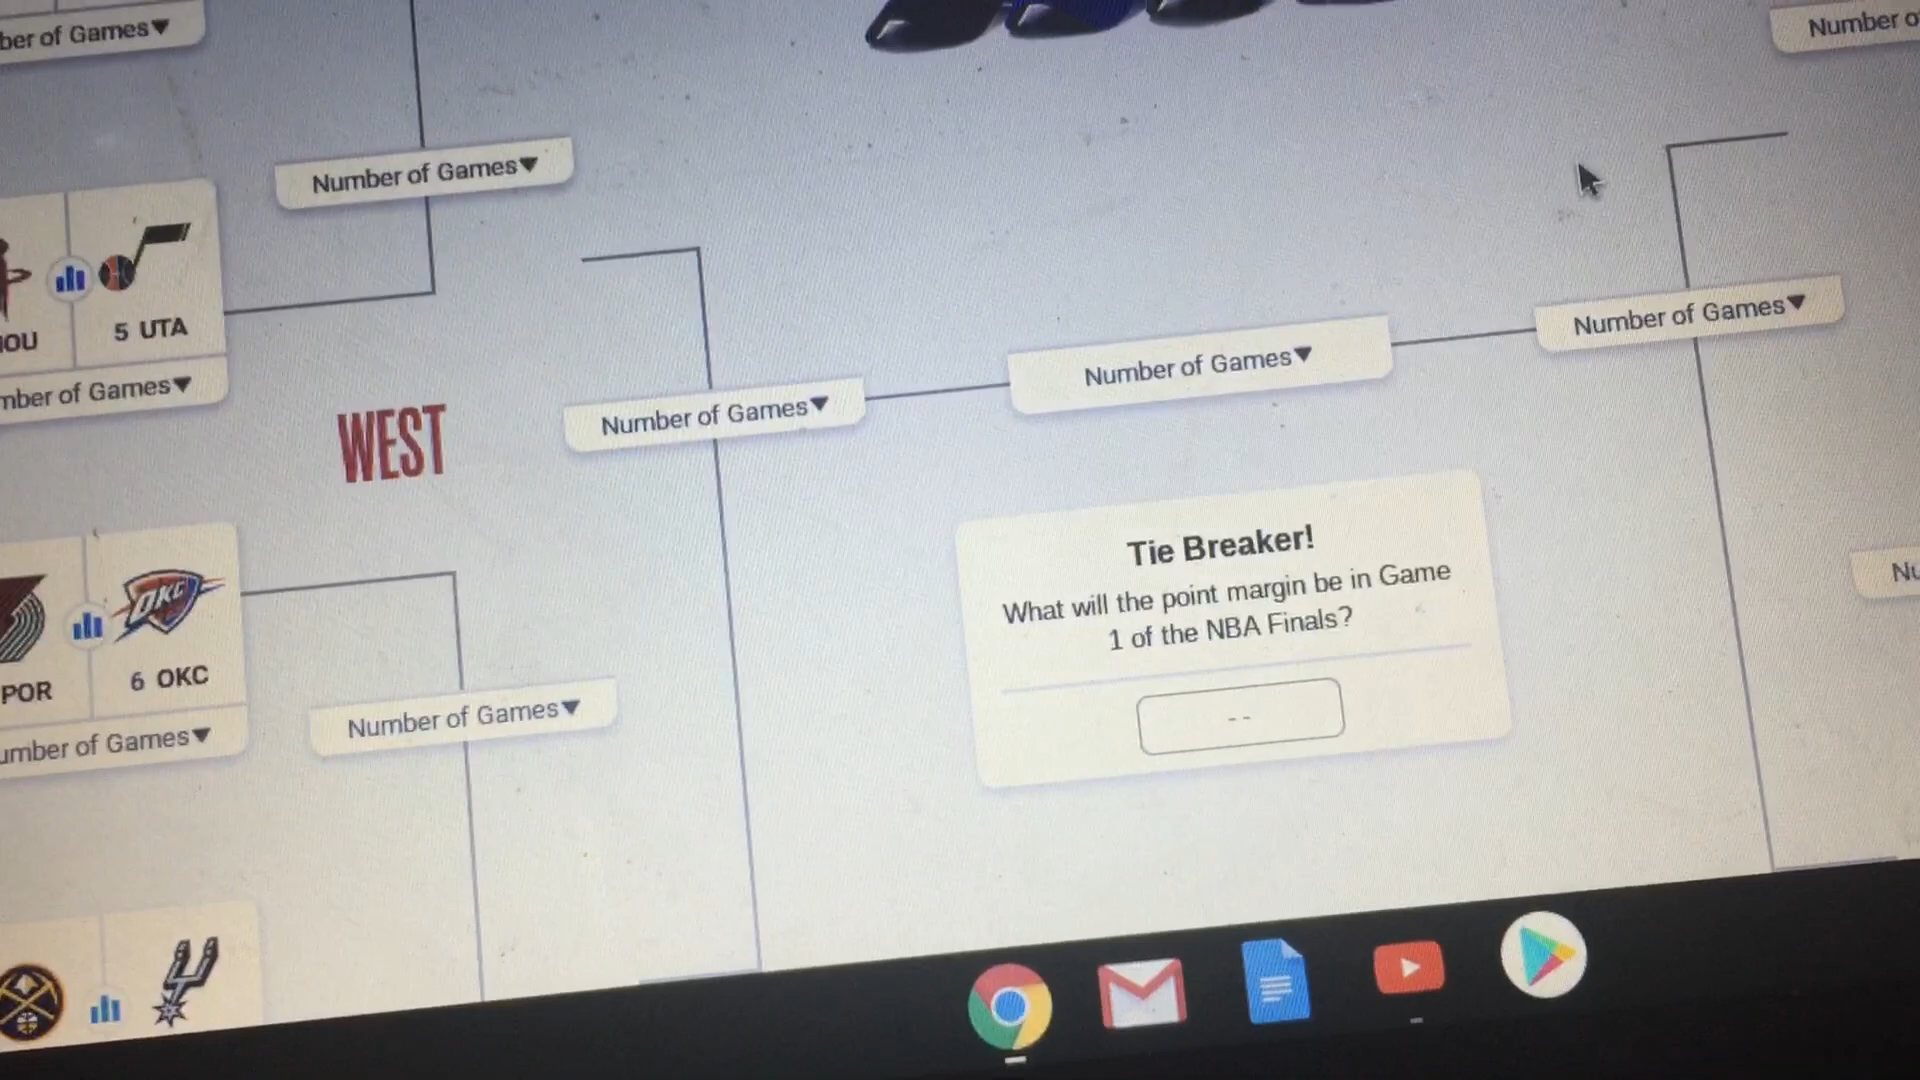 ber of Games▼
Number o
Number of Games▼
OU
5 UTA
mber of Games▼
Number of Games▼
Number of Games▼
Number of Games▼
WEST
Tie Breaker!
What will the point margin be in Game
1 of the NBA Finals?
--
Nu
OKC
POR
6 OKC
umber of Games▼
Number of Games▼